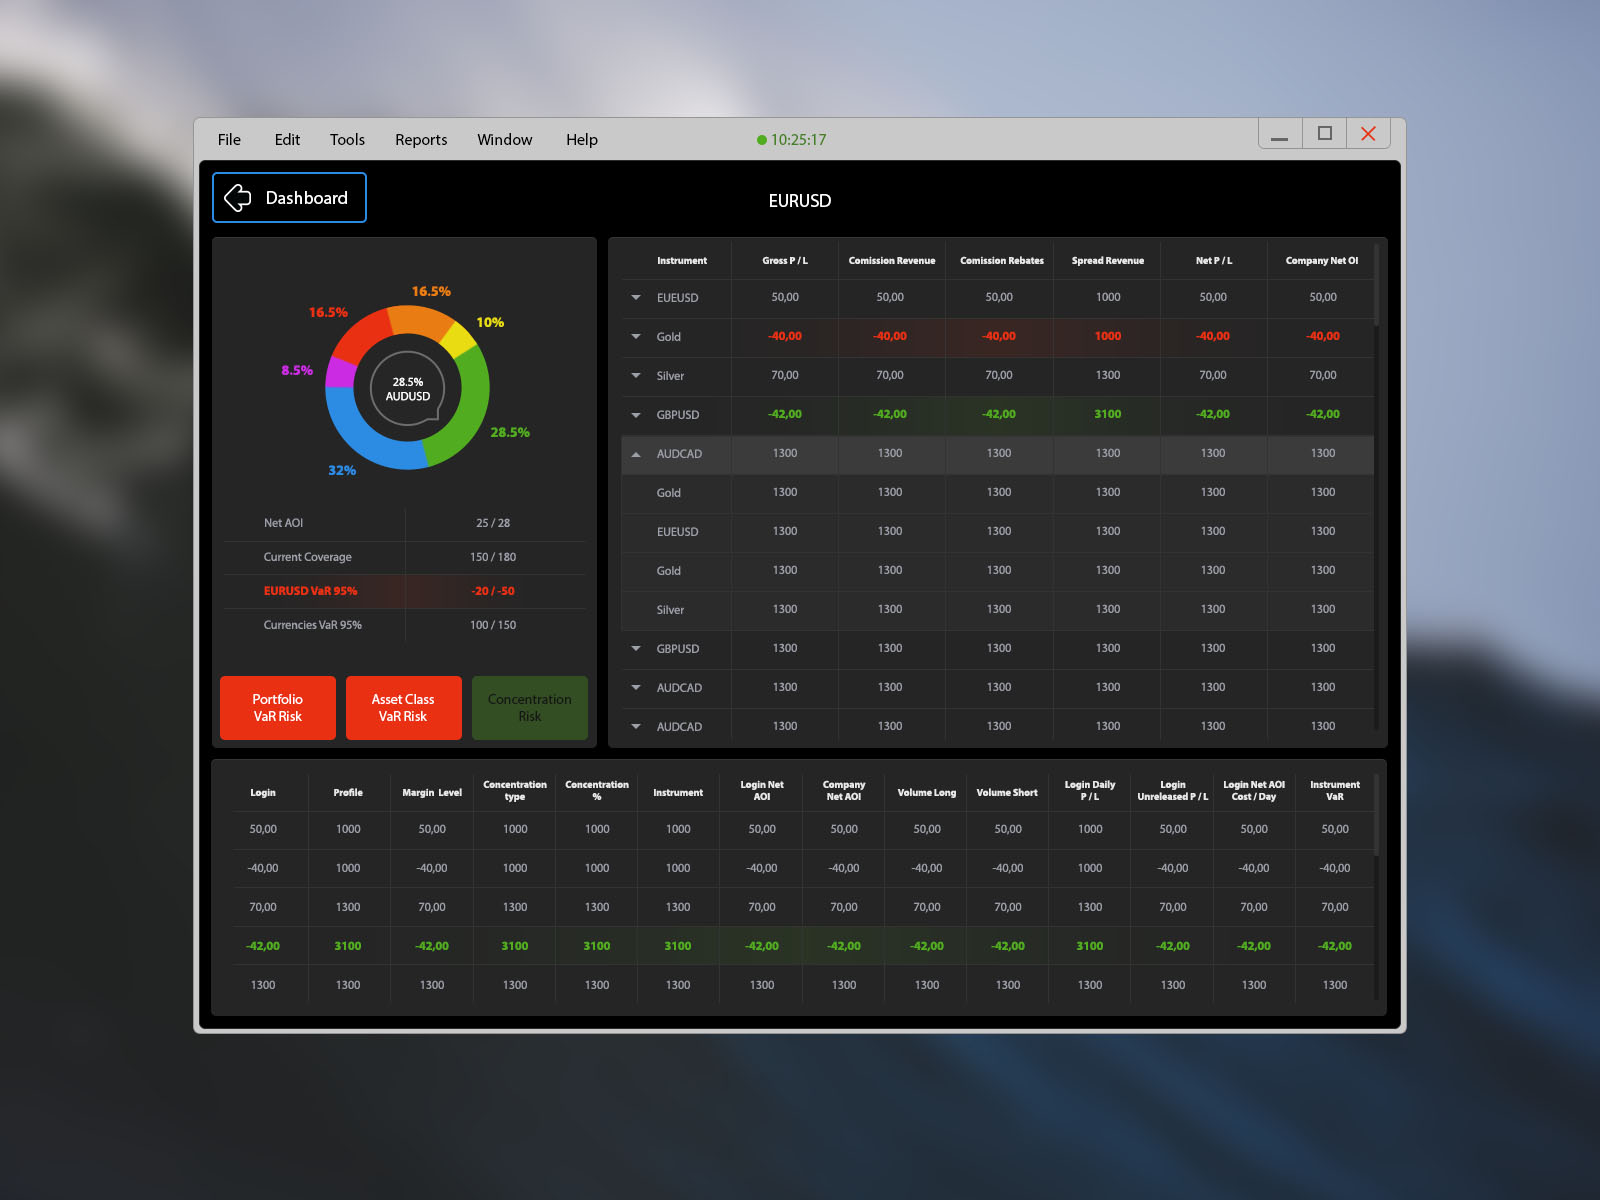 File Edit Tools Reports Window Help 10:25:17
Dashboard
EURUSD
16.5%
16.5%
10%
8.5%
28.5%
AUDUSD
28.5%
32%
Net AOI 25 / 28
Current Coverage 150 / 180
EURUSD VaR 95% -20 / -50
Currencies VaR 95% 100 / 150
Portfolio
VaR Risk
Asset Class
VaR Risk
Concentration
Risk
Instrument Gross P / L Comission Revenue Comission Rebates Spread Revenue Net P / L Company Net OI
EUEUSD 50,00 50,00 50,00 1000 50,00 50,00
Gold -40,00 -40,00 -40,00 1000 -40,00 -40,00
Silver 70,00 70,00 70,00 1300 70,00 70,00
GBPUSD -42,00 -42,00 -42,00 3100 -42,00 -42,00
AUDCAD 1300 1300 1300 1300 1300 1300
Gold 1300 1300 1300 1300 1300 1300
EUEUSD 1300 1300 1300 1300 1300 1300
Gold 1300 1300 1300 1300 1300 1300
Silver 1300 1300 1300 1300 1300 1300
GBPUSD 1300 1300 1300 1300 1300 1300
AUDCAD 1300 1300 1300 1300 1300 1300
AUDCAD 1300 1300 1300 1300 1300 1300
Login Profile Margin Level Concentration type Concentration % Instrument Login Net AOI Company Net AOI Volume Long Volume Short Login Daily P / L Login Unreleased P / L Login Net AOI Cost / Day Instrument VaR
50,00 1000 50,00 1000 1000 1000 50,00 50,00 50,00 50,00 1000 50,00 50,00 50,00
-40,00 1000 -40,00 1000 1000 1000 -40,00 -40,00 -40,00 -40,00 1000 -40,00 -40,00 -40,00
70,00 1300 70,00 1300 1300 1300 70,00 70,00 70,00 70,00 1300 70,00 70,00 70,00
-42,00 3100 -42,00 3100 3100 3100 -42,00 -42,00 -42,00 -42,00 3100 -42,00 -42,00 -42,00
1300 1300 1300 1300 1300 1300 1300 1300 1300 1300 1300 1300 1300 1300